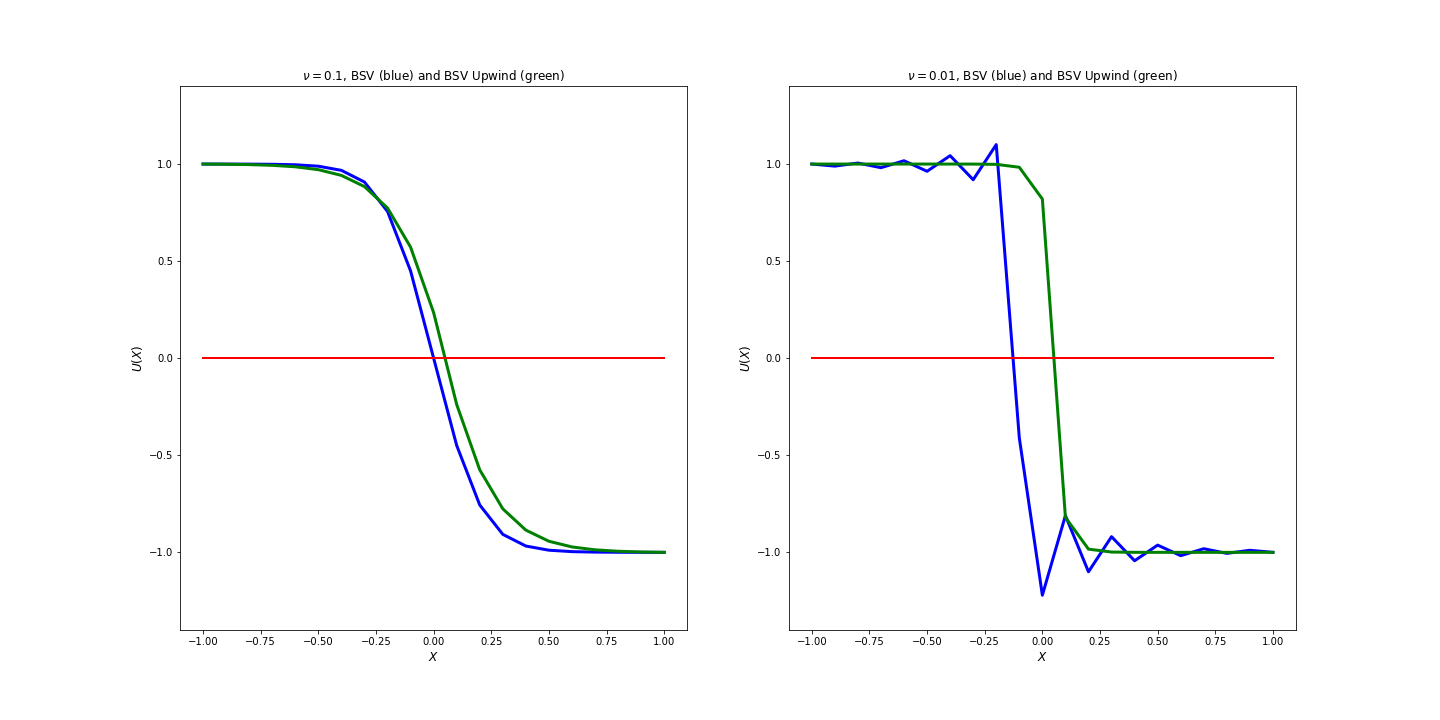 ν = 0.1, BSV (blue) and BSV Upwind (green)
1.0
0.5
0.0
−0.5
−1.0
U(X)
−1.00 −0.75 −0.50 −0.25 0.00 0.25 0.50 0.75 1.00
X
ν = 0.01, BSV (blue) and BSV Upwind (green)
1.0
0.5
0.0
−0.5
−1.0
U(X)
−1.00 −0.75 −0.50 −0.25 0.00 0.25 0.50 0.75 1.00
X